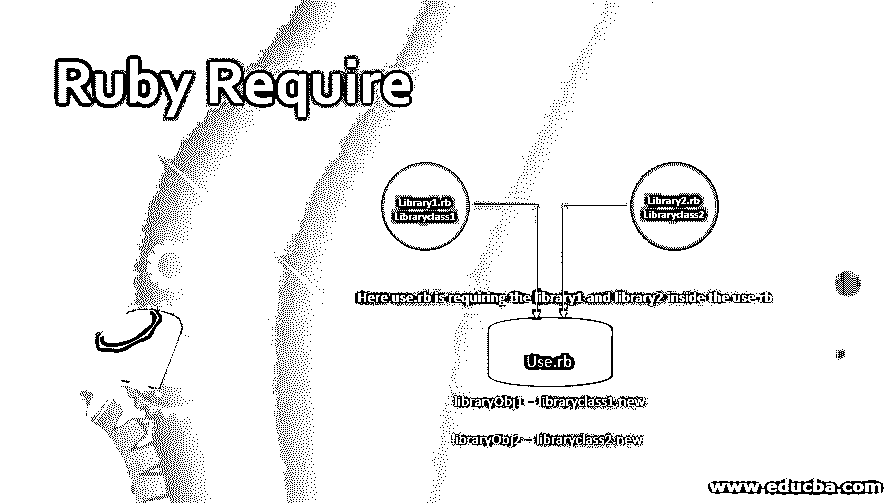 Ruby Require
Library1.rb
Libraryclass1
Library2.rb
Libraryclass2
Here use.rb is requiring the library1 and library2 inside the use.rb
Use.rb
libraryObj1 = libraryclass1.new
libraryObj2 = libraryclass2.new
www.educba.com